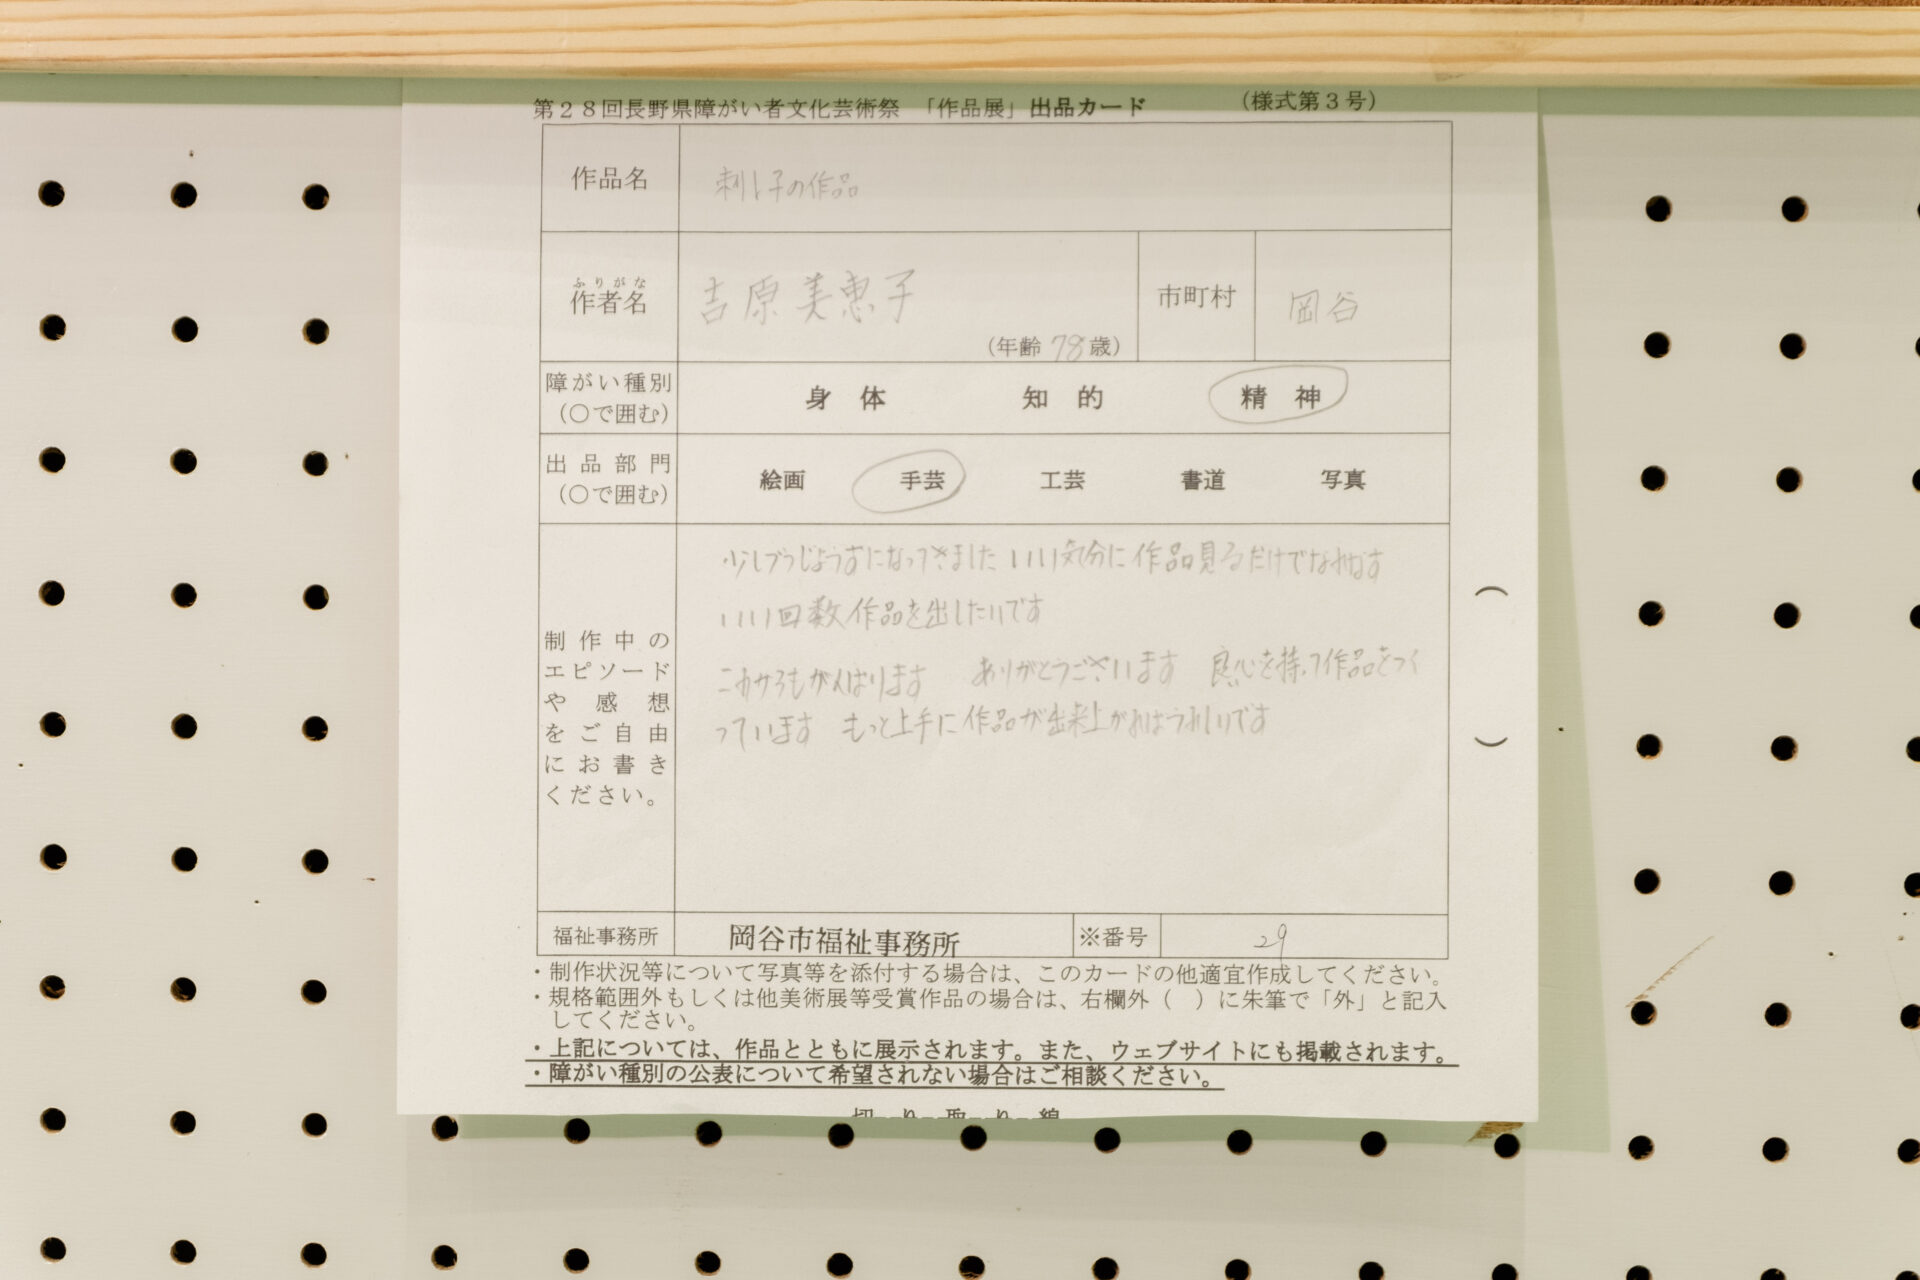 第２８回長野県障がい者文化芸術祭 「作品展」出品カード （様式第３号）
作品名 刺し子の作品
ふりがな
作者名 吉原美恵子 （年齢 78 歳） 市町村 岡谷
障がい種別
（○で囲む） 身 体 知 的 精 神
出品部門
（○で囲む） 絵画 手芸 工芸 書道 写真
制作中の
エピソード
や感想
をご自由
にお書き
ください。
少しづつじょうずになってきました いい気分に作品見るだけでなれます
いい回数作品を出したいです
これからもがんばります ありがとうございます 良い心を持って作品をつく
っています もっと上手に作品が出来上がればうれしいです
福祉事務所 岡谷市福祉事務所 ※番号 29
・制作状況等について写真等を添付する場合は、このカードの他適宜作成してください。
・規格範囲外もしくは他美術展等受賞作品の場合は、右欄外（ ）に朱筆で「外」と記入
してください。
・上記については、作品とともに展示されます。また、ウェブサイトにも掲載されます。
・障がい種別の公表について希望されない場合はご相談ください。
切 り 取 り 線